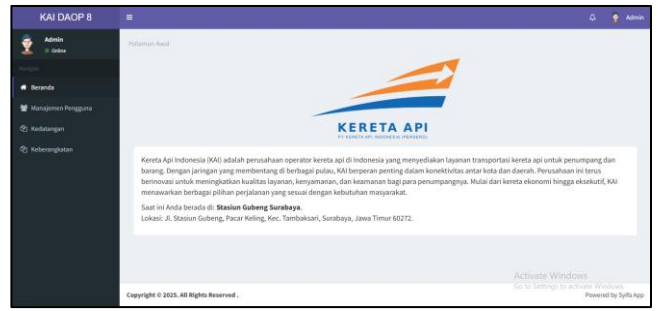 KAI DAOP 8
Admin
Admin
Online
Halaman Awal
Beranda
Manajemen Pengguna
Kedatangan
Keberangkatan
KERETA API
PT KERETA API INDONESIA (PERSERO)
Kereta Api Indonesia (KAI) adalah perusahaan operator kereta api di Indonesia yang menyediakan layanan transportasi kereta api untuk penumpang dan
barang. Dengan jaringan yang membentang di berbagai pulau, KAI berperan penting dalam konektivitas antar kota dan daerah. Perusahaan ini terus
berinovasi untuk meningkatkan kualitas layanan, kenyamanan, dan keamanan bagi para penumpangnya. Mulai dari kereta ekonomi hingga eksekutif, KAI
menawarkan berbagai pilihan perjalanan yang sesuai dengan kebutuhan masyarakat.
Saat ini Anda berada di: Stasiun Gubeng Surabaya.
Lokasi: Jl. Stasiun Gubeng, Pacar Keling, Kec. Tambaksari, Surabaya, Jawa Timur 60272.
Activate Windows
Go to Settings to activate Windows.
Copyright © 2025. All Rights Reserved .
Powered by Syifa App